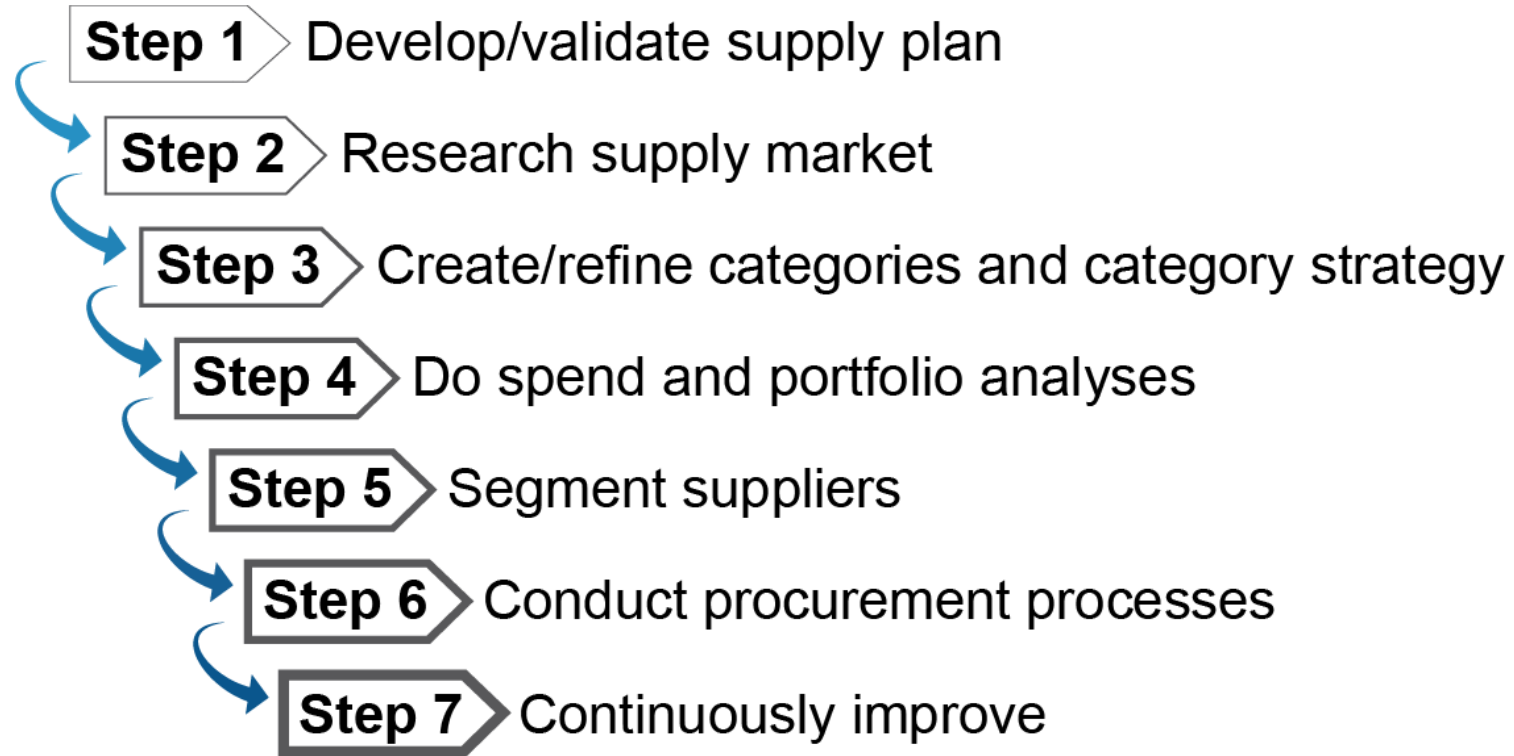 Step 1 Develop/validate supply plan
Step 2 Research supply market
Step 3 Create/refine categories and category strategy
Step 4 Do spend and portfolio analyses
Step 5 Segment suppliers
Step 6 Conduct procurement processes
Step 7 Continuously improve